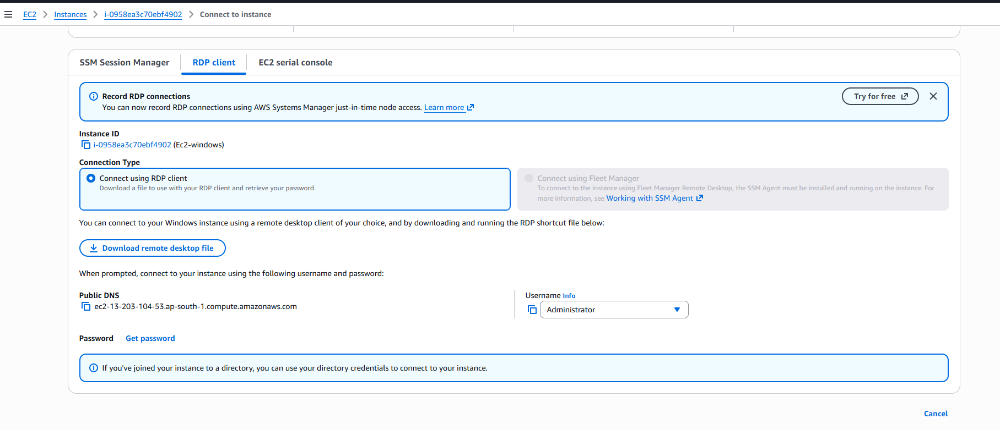 EC2 > Instances > i-0958ea3c70ebf4902 > Connect to instance
SSM Session Manager
RDP client
EC2 serial console
Record RDP connections
You can now record RDP connections using AWS Systems Manager just-in-time node access. Learn more
Try for free
Instance ID
i-0958ea3c70ebf4902 (Ec2-windows)
Connection Type
Connect using RDP client
Download a file to use with your RDP client and retrieve your password.
Connect using Fleet Manager
To connect to the instance using Fleet Manager Remote Desktop, the SSM Agent must be installed and running on the instance. For
more information, see Working with SSM Agent
You can connect to your Windows instance using a remote desktop client of your choice, and by downloading and running the RDP shortcut file below:
Download remote desktop file
When prompted, connect to your instance using the following username and password:
Public DNS
ec2-13-203-104-53.ap-south-1.compute.amazonaws.com
Username Info
Administrator
Password Get password
If you've joined your instance to a directory, you can use your directory credentials to connect to your instance.
Cancel